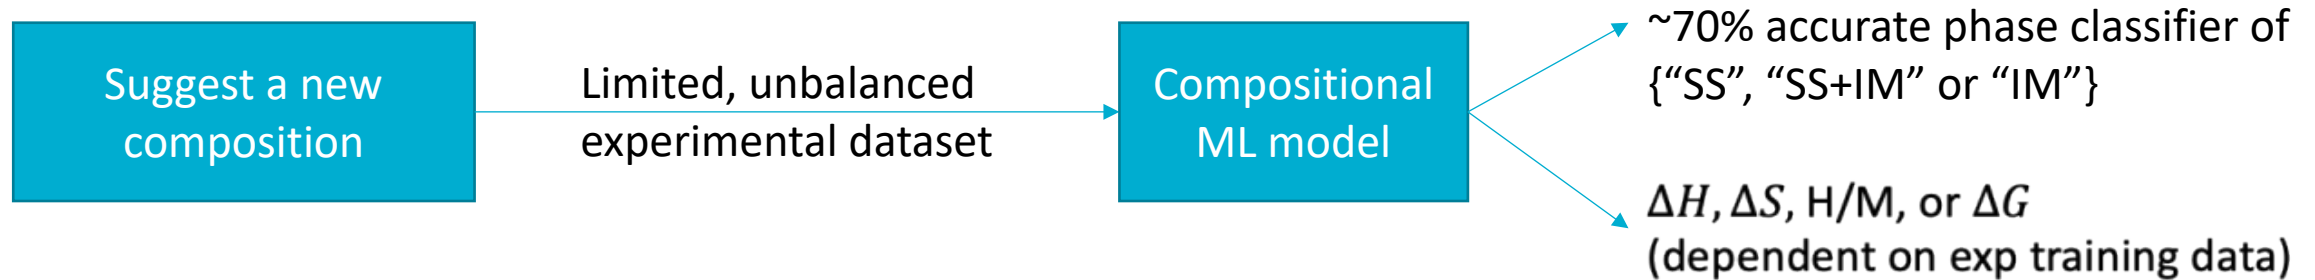 Suggest a new
composition
Limited, unbalanced
experimental dataset
Compositional
ML model
~70% accurate phase classifier of
{“SS”, “SS+IM” or “IM”}
Δ𝐻, Δ𝑆, H/M, or Δ𝐺
(dependent on exp training data)